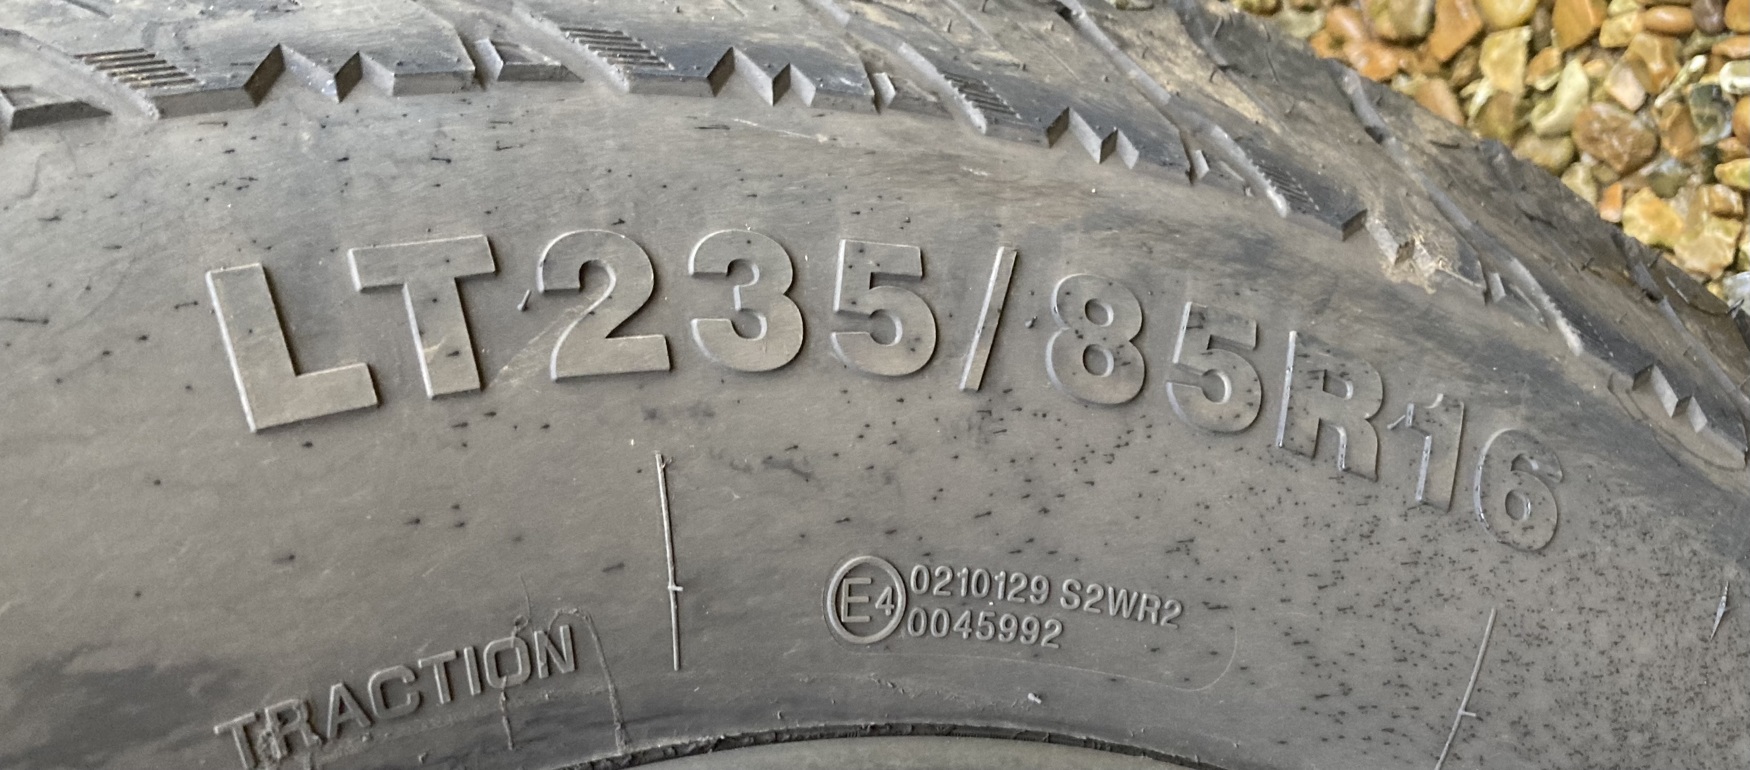 LT235/85R16
E4 0210129 S2WR2
0045992
TRACTION